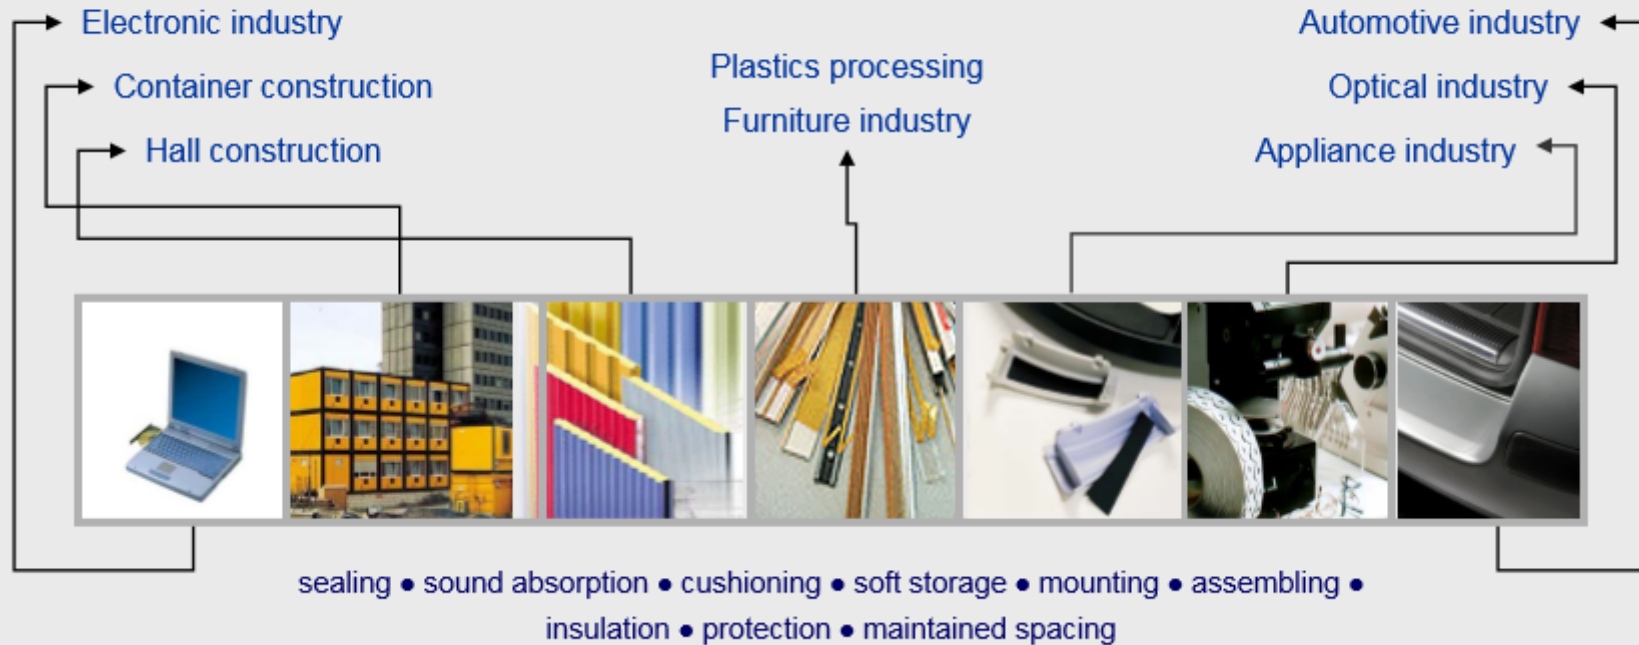 Electronic industry
Automotive industry
Plastics processing
Container construction
Optical industry
Furniture industry
Hall construction
Appliance industry
sealing ● sound absorption ● cushioning ● soft storage ● mounting ● assembling ●
insulation ● protection ● maintained spacing